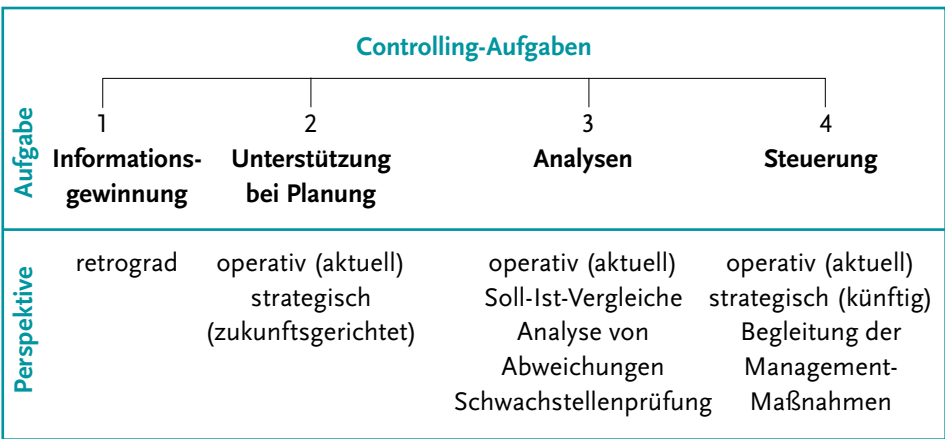 Controlling-Aufgaben
Aufgabe
1
Informations-
gewinnung
2
Unterstützung
bei Planung
3
Analysen
4
Steuerung
Perspektive
retrograd
operativ (aktuell)
strategisch
(zukunftsgerichtet)
operativ (aktuell)
Soll-Ist-Vergleiche
Analyse von
Abweichungen
Schwachstellenprüfung
operativ (aktuell)
strategisch (künftig)
Begleitung der
Management-
Maßnahmen